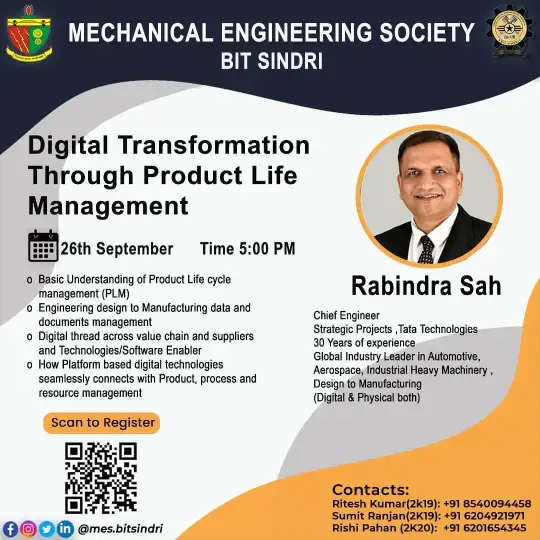 MECHANICAL ENGINEERING SOCIETY
BIT SINDRI
Digital Transformation
Through Product Life
Management
26th September Time 5:00 PM
o Basic Understanding of Product Life cycle
management (PLM)
o Engineering design to Manufacturing data and
documents management
o Digital thread across value chain and suppliers
and Technologies/Software Enabler
o How Platform based digital technologies
seamlessly connects with Product, process and
resource management
Scan to Register
@mes.bitsindri
Rabindra Sah
Chief Engineer
Strategic Projects ,Tata Technologies
30 Years of experience
Global Industry Leader in Automotive,
Aerospace, Industrial Heavy Machinery ,
Design to Manufacturing
(Digital & Physical both)
Contacts:
Ritesh Kumar(2k19): +91 8540094458
Sumit Ranjan(2K19): +91 6204921971
Rishi Pahan (2K20): +91 6201654345